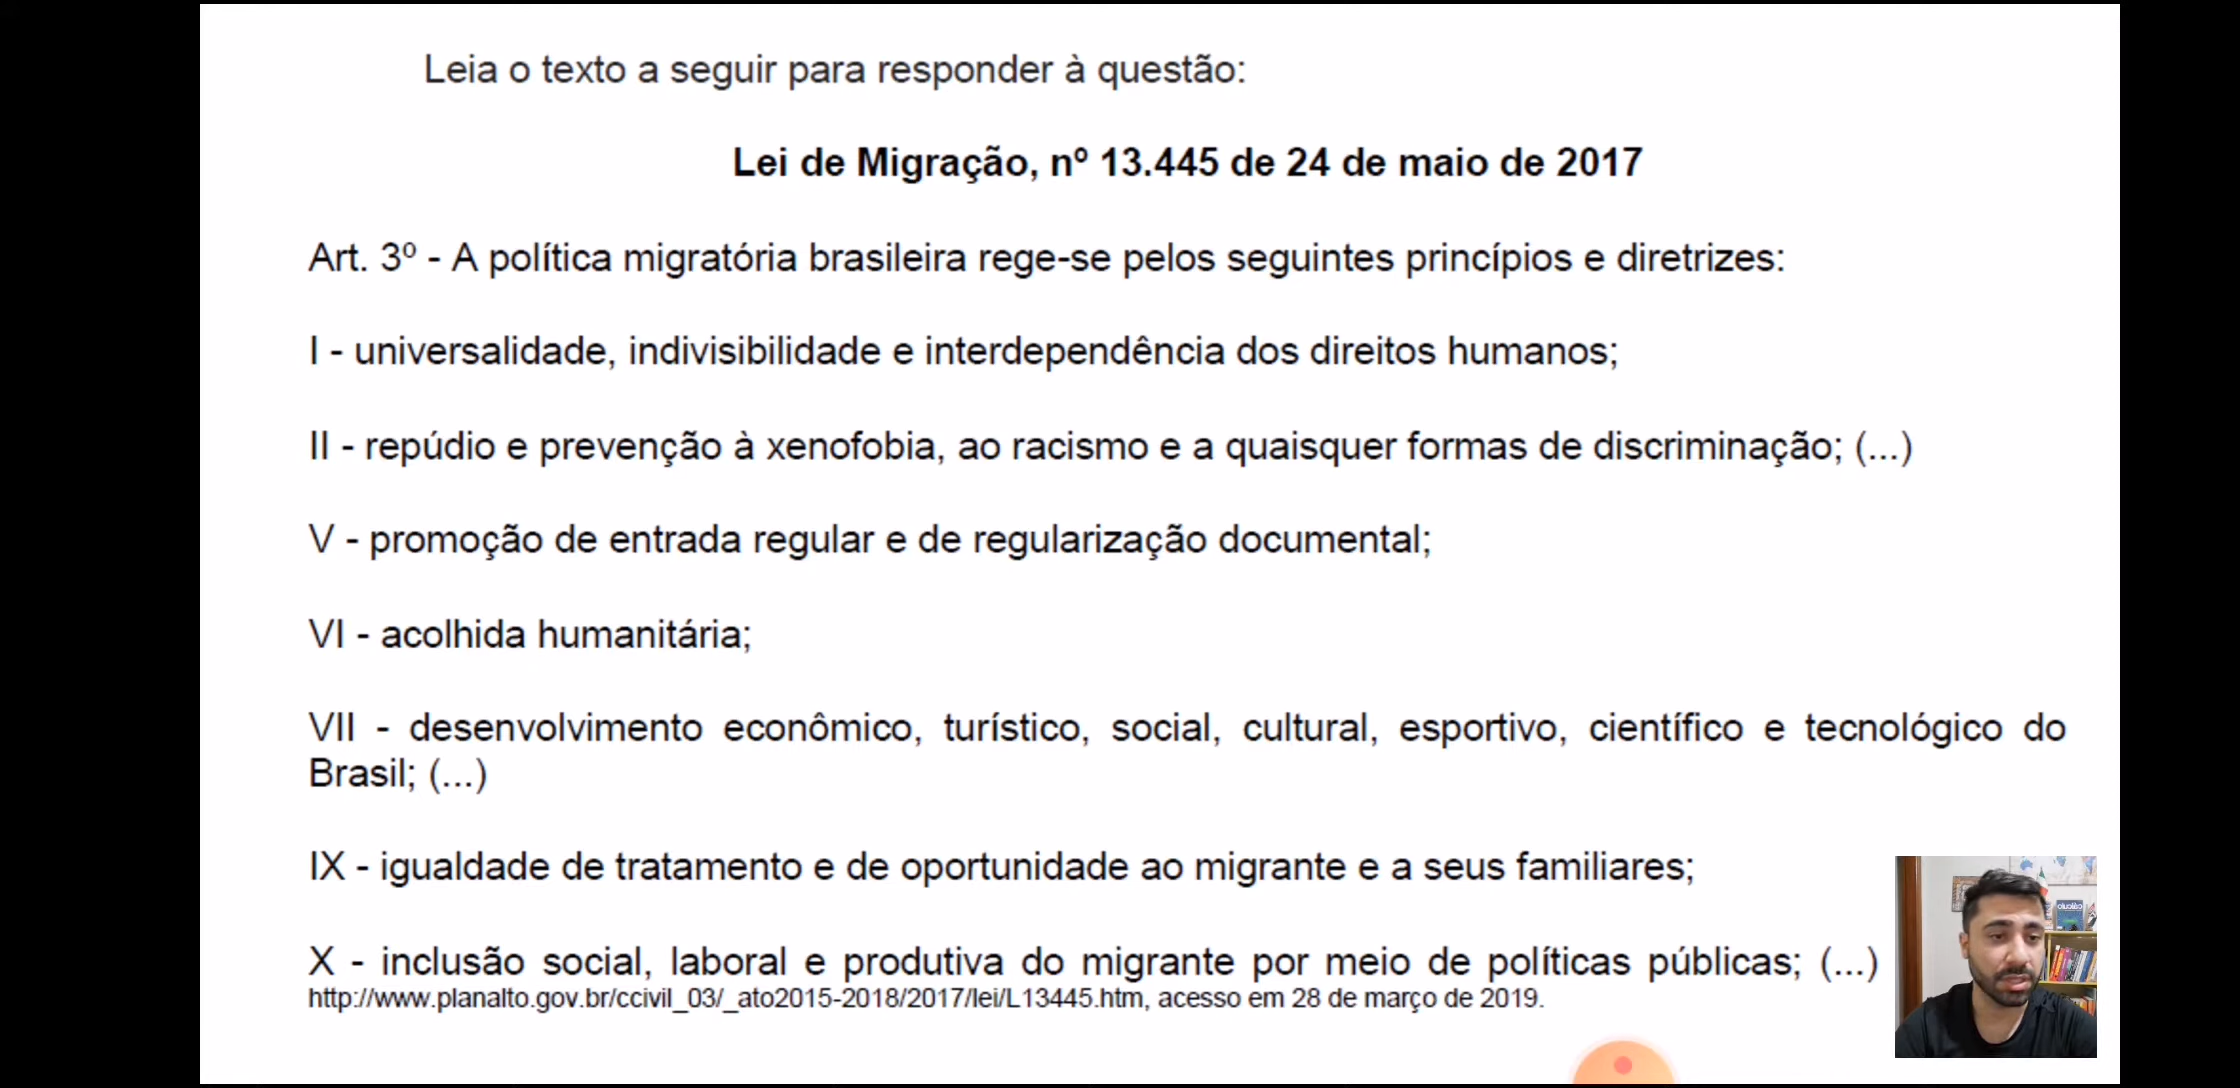 Leia o texto a seguir para responder à questão:
Lei de Migração, nº 13.445 de 24 de maio de 2017
Art. 3º - A política migratória brasileira rege-se pelos seguintes princípios e diretrizes:
I - universalidade, indivisibilidade e interdependência dos direitos humanos;
II - repúdio e prevenção à xenofobia, ao racismo e a quaisquer formas de discriminação; (...)
V - promoção de entrada regular e de regularização documental;
VI - acolhida humanitária;
VII - desenvolvimento econômico, turístico, social, cultural, esportivo, científico e tecnológico do
Brasil; (...)
IX - igualdade de tratamento e de oportunidade ao migrante e a seus familiares;
X - inclusão social, laboral e produtiva do migrante por meio de políticas públicas; (...)
http://www.planalto.gov.br/ccivil_03/_ato2015-2018/2017/lei/L13445.htm, acesso em 28 de março de 2019.